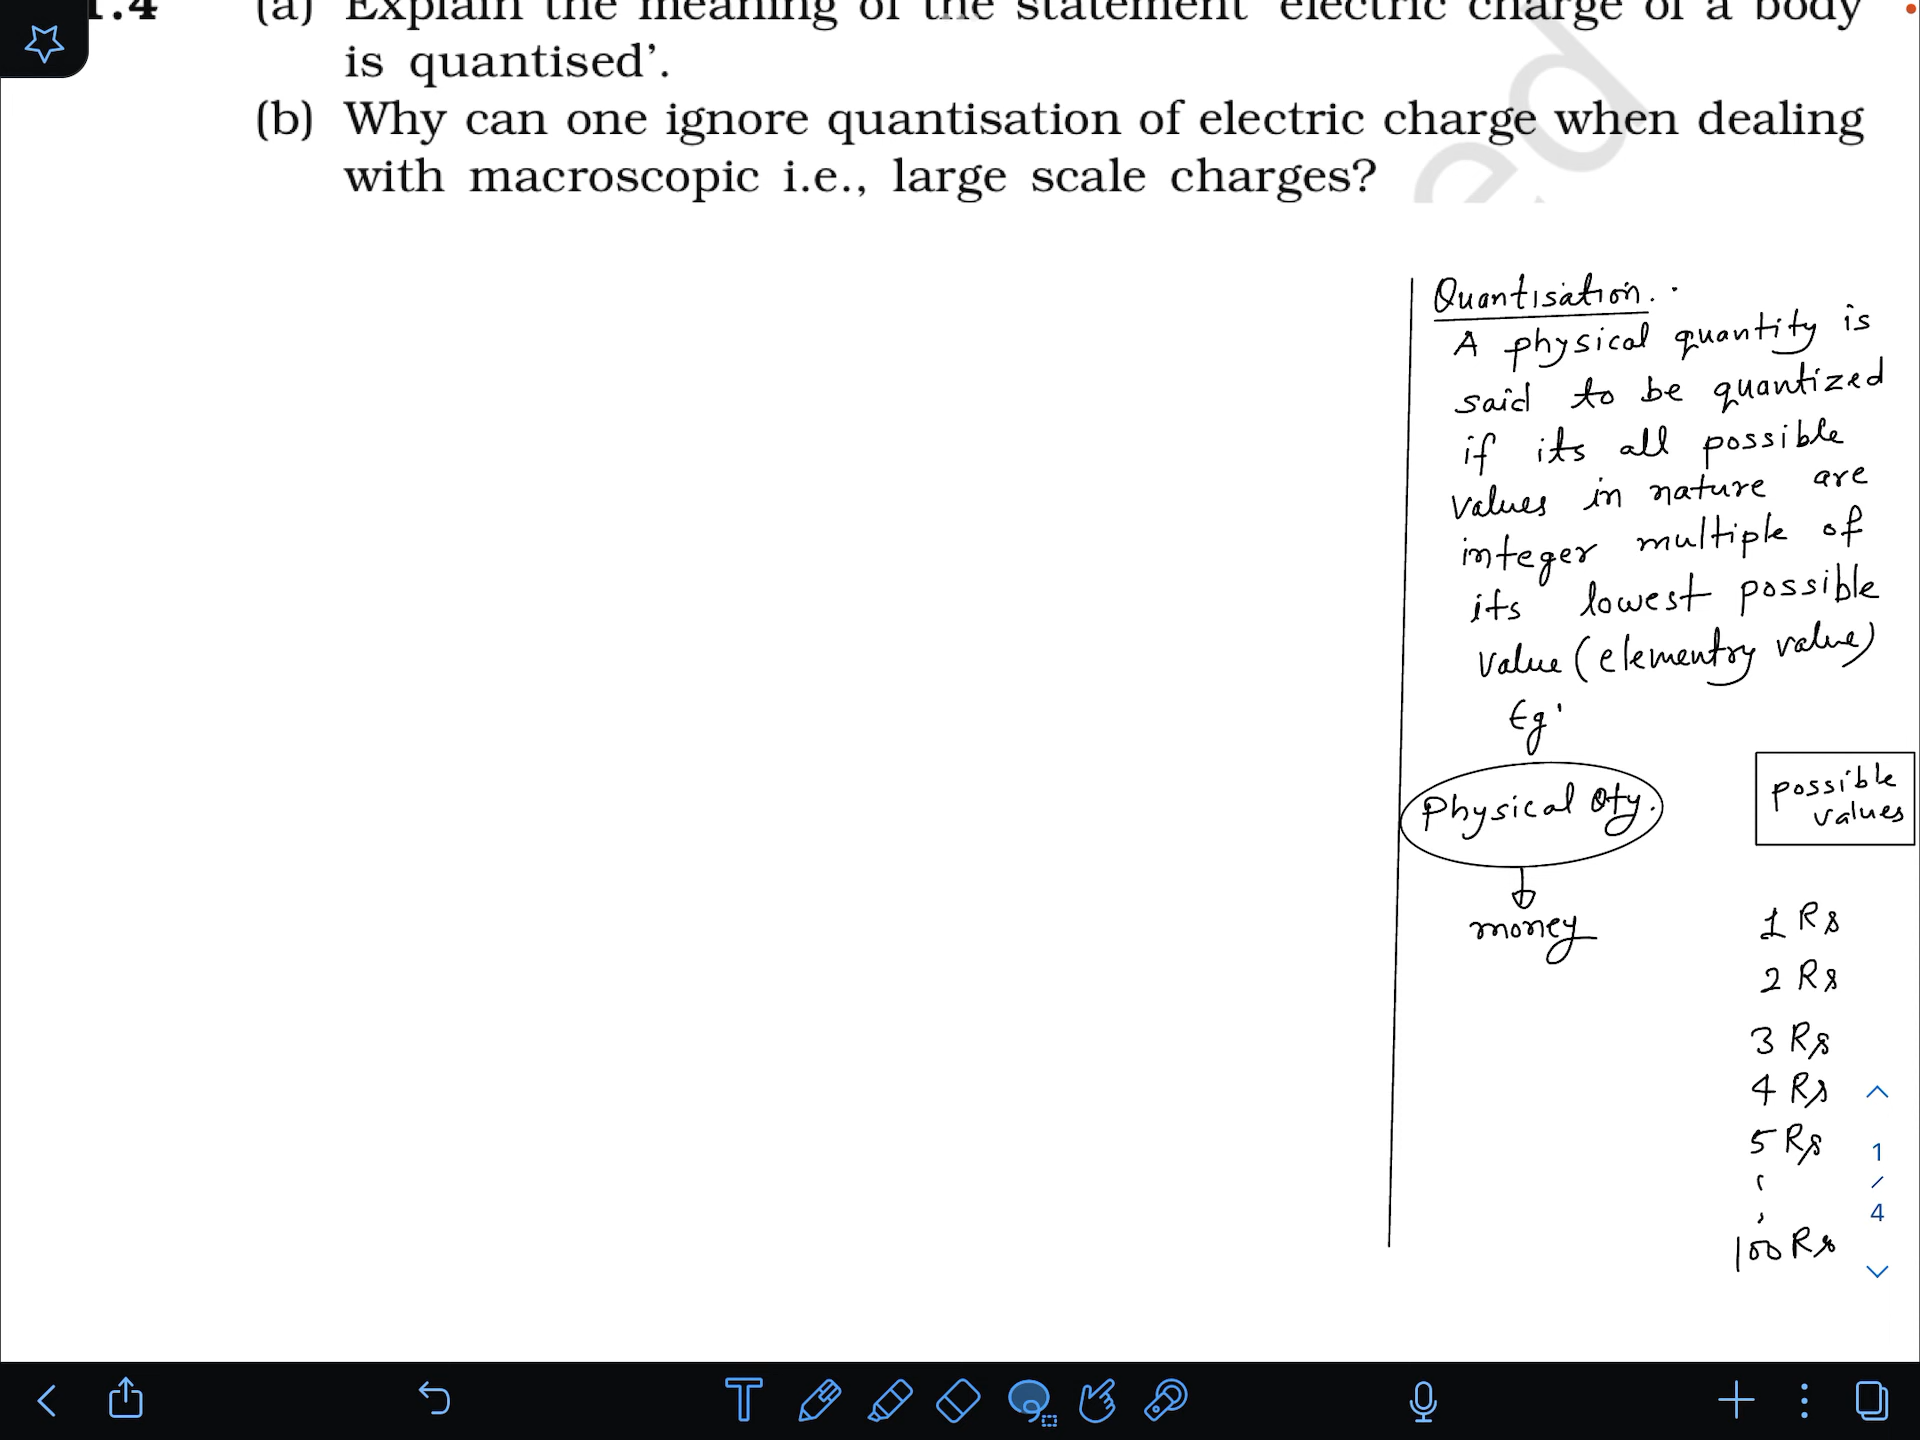 1.4 (a) Explain the meaning of the statement ‘electric charge of a body
is quantised’.
(b) Why can one ignore quantisation of electric charge when dealing
with macroscopic i.e., large scale charges?
ed
Quantisation. .
A physical quantity is
said to be quantized
if its all possible
values in nature are
integer multiple of
its lowest possible
value (elementry value)
Eg'
Physical Qty.
possible
values
money
1 Rs
2 Rs
3 Rs
4 Rs
5 Rs
100 Rs
1
/
4
T